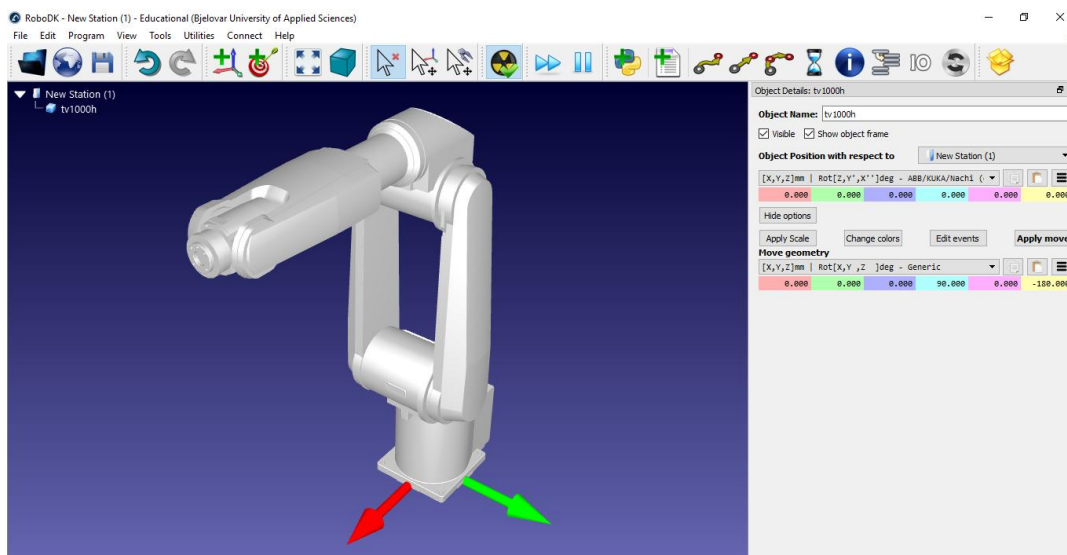 RoboDK - New Station (1) - Educational (Bjelovar University of Applied Sciences)
File Edit Program View Tools Utilities Connect Help
IO
New Station (1)
tv1000h
Object Details: tv1000h
Object Name: tv1000h
Visible Show object frame
Object Position with respect to New Station (1)
[X,Y,Z]mm | Rot[Z,Y',X'']deg - ABB/KUKA/Nachi (
0.000 0.000 0.000 0.000 0.000 0.000
Hide options
Apply Scale Change colors Edit events Apply move
Move geometry
[X,Y,Z]mm | Rot[X,Y ,Z ]deg - Generic
0.000 0.000 0.000 90.000 0.000 -180.000